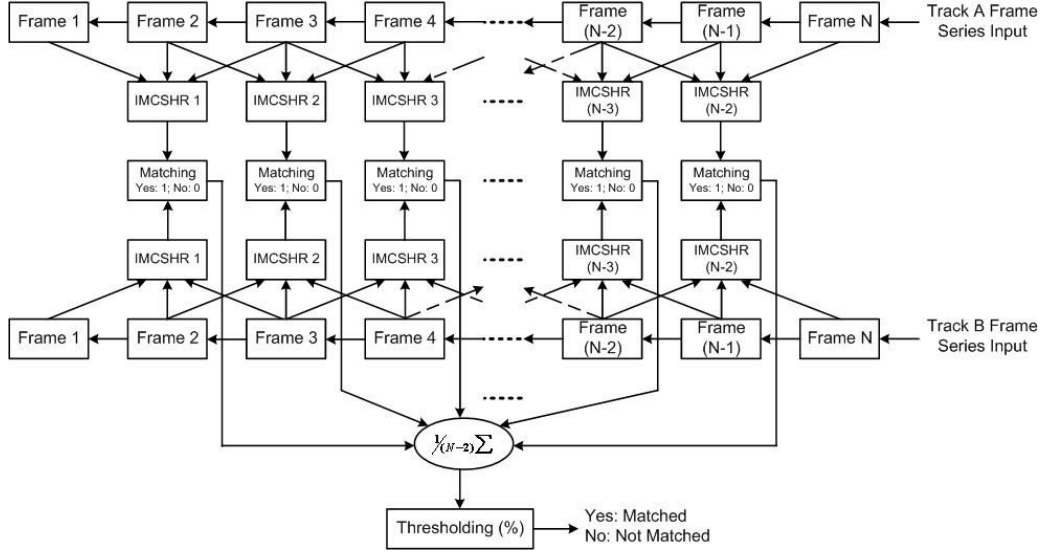 Frame 1
Frame 2
Frame 3
Frame 4
Frame
(N-2)
Frame
(N-1)
Frame N
Track A Frame
Series Input
IMCSHR 1
IMCSHR 2
IMCSHR 3
IMCSHR
(N-3)
IMCSHR
(N-2)
Matching
Yes: 1; No: 0
Matching
Yes: 1; No: 0
Matching
Yes: 1; No: 0
Matching
Yes: 1; No: 0
Matching
Yes: 1; No: 0
IMCSHR 1
IMCSHR 2
IMCSHR 3
IMCSHR
(N-3)
IMCSHR
(N-2)
Frame 1
Frame 2
Frame 3
Frame 4
Frame
(N-2)
Frame
(N-1)
Frame N
Track B Frame
Series Input
1/(N-2) Σ
Thresholding (%)
Yes: Matched
No: Not Matched